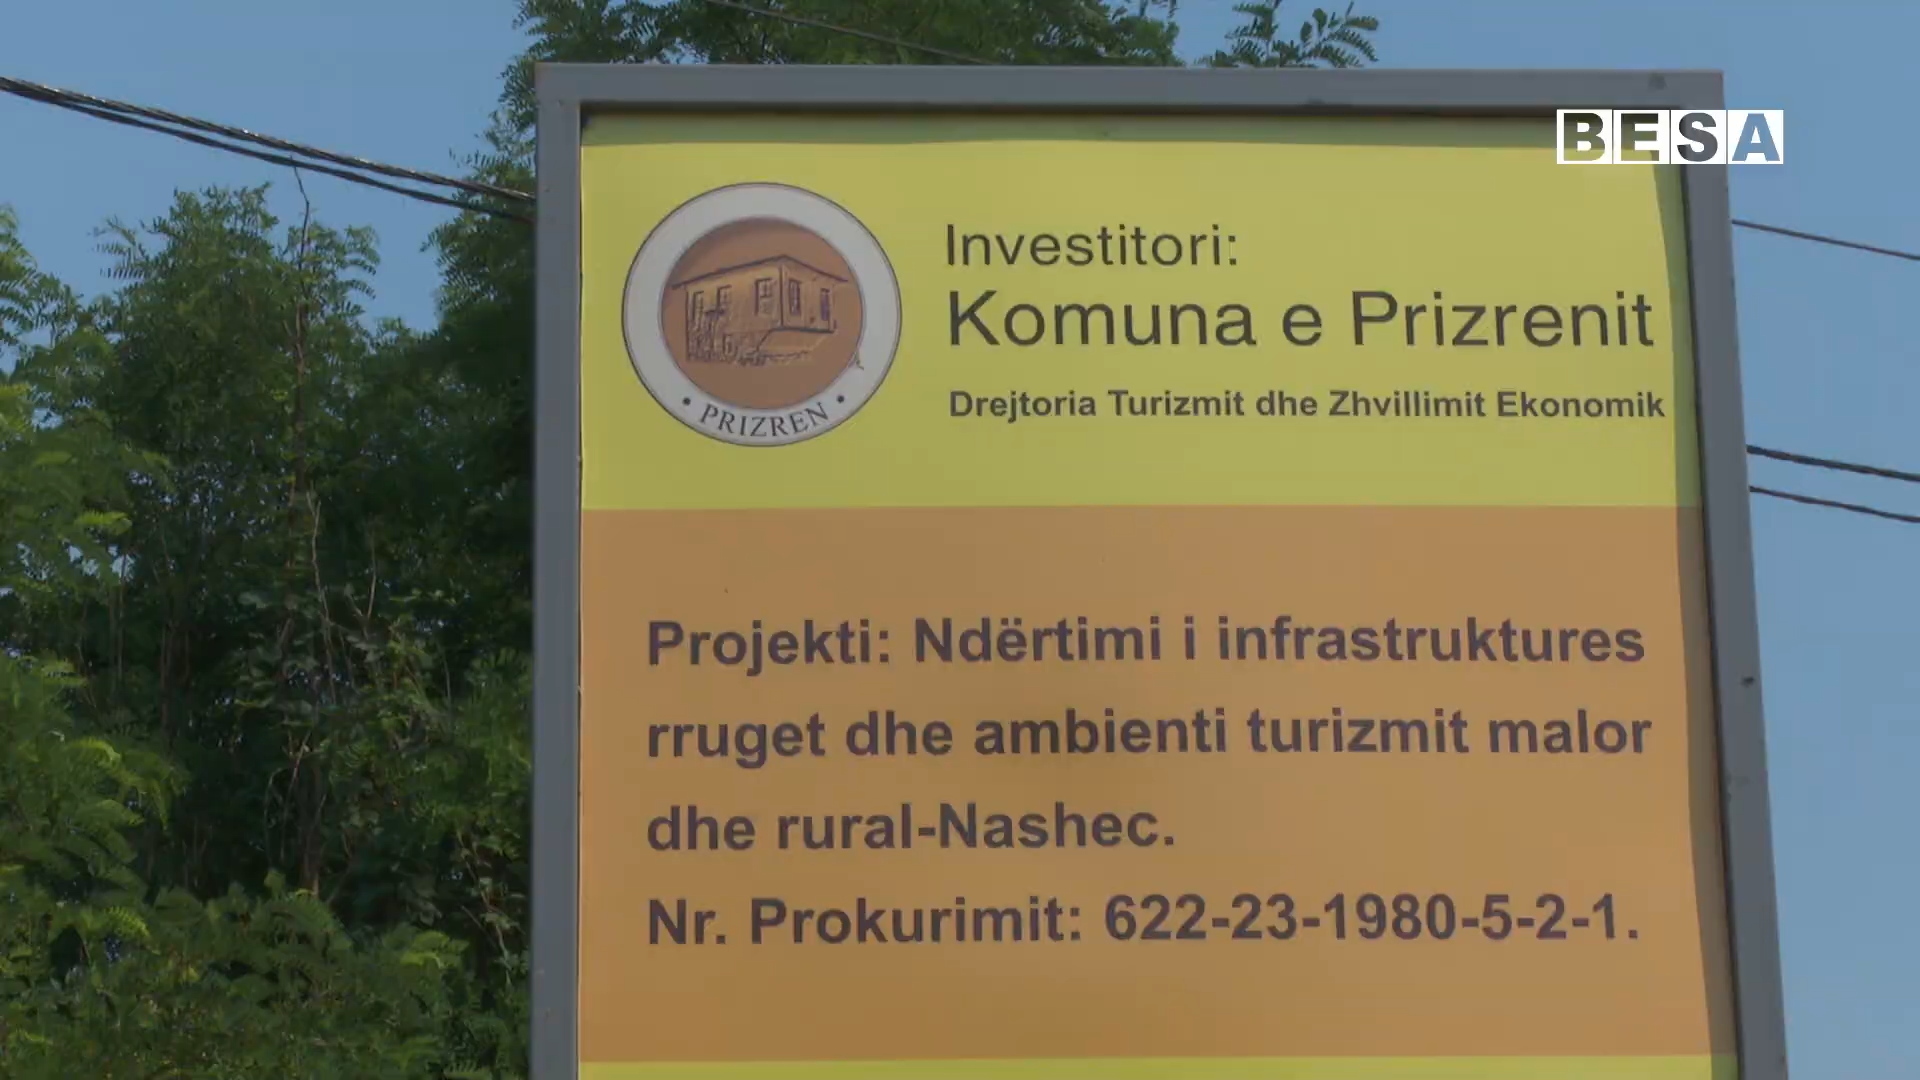 BESA
Investitori:
Komuna e Prizrenit
Drejtoria Turizmit dhe Zhvillimit Ekonomik
• PRIZREN •
Projekti: Ndërtimi i infrastruktures
rruget dhe ambienti turizmit malor
dhe rural-Nashec.
Nr. Prokurimit: 622-23-1980-5-2-1.